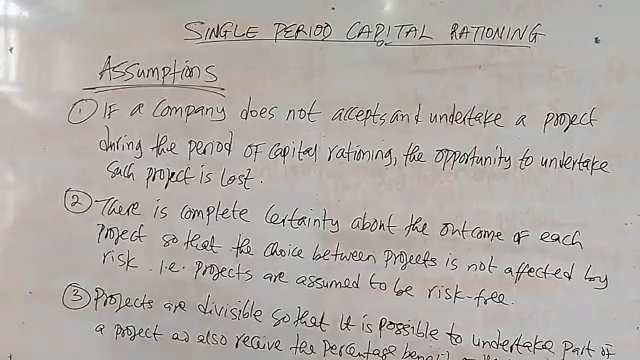 SINGLE PERIOD CAPITAL RATIONING
Assumptions
① If a Company does not accepts and undertake a project
during the period of capital rationing, the opportunity to undertake
such project is Lost.
② There is complete certainty about the outcome of each
project so that the choice between projects is not affected by
risk. i.e. projects are assumed to be risk-free.
③ Projects are divisible so that it is possible to undertake part of
a project also receive the percentage